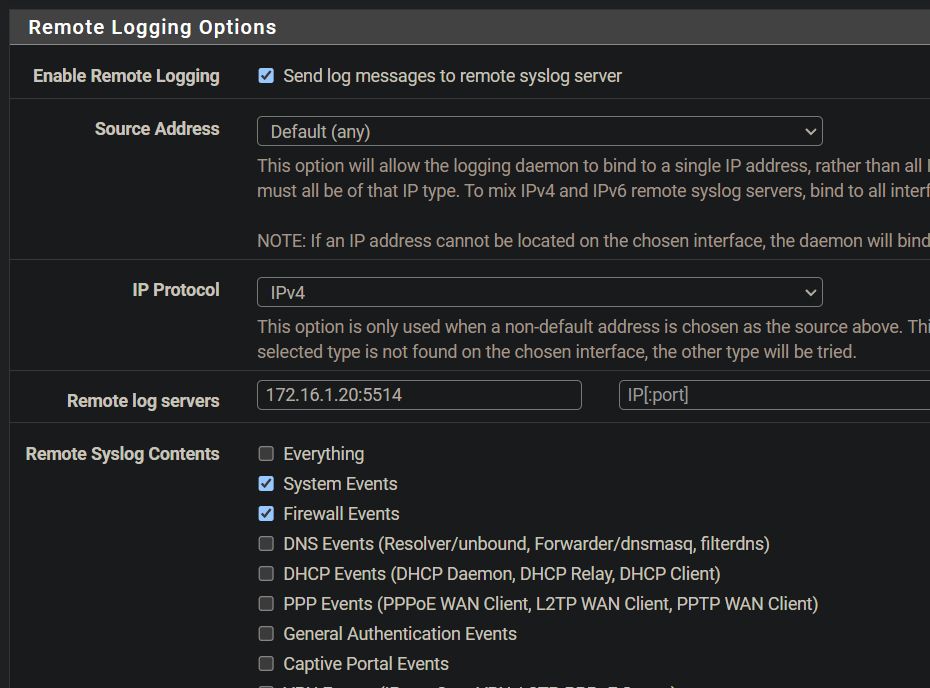 Remote Logging Options
Enable Remote Logging
Send log messages to remote syslog server
Source Address
Default (any)
This option will allow the logging daemon to bind to a single IP address, rather than all
must all be of that IP type. To mix IPv4 and IPv6 remote syslog servers, bind to all
NOTE: If an IP address cannot be located on the chosen interface, the daemon will bind
IP Protocol
IPv4
This option is only used when a non-default address is chosen as the source above.
selected type is not found on the chosen interface, the other type will be tried.
Remote log servers
172.16.1.20:5514
IP[:port]
Remote Syslog Contents
Everything
System Events
Firewall Events
DNS Events (Resolver/unbound, Forwarder/dnsmasq, filterdns)
DHCP Events (DHCP Daemon, DHCP Relay, DHCP Client)
PPP Events (PPPoE WAN Client, L2TP WAN Client, PPTP WAN Client)
General Authentication Events
Captive Portal Events